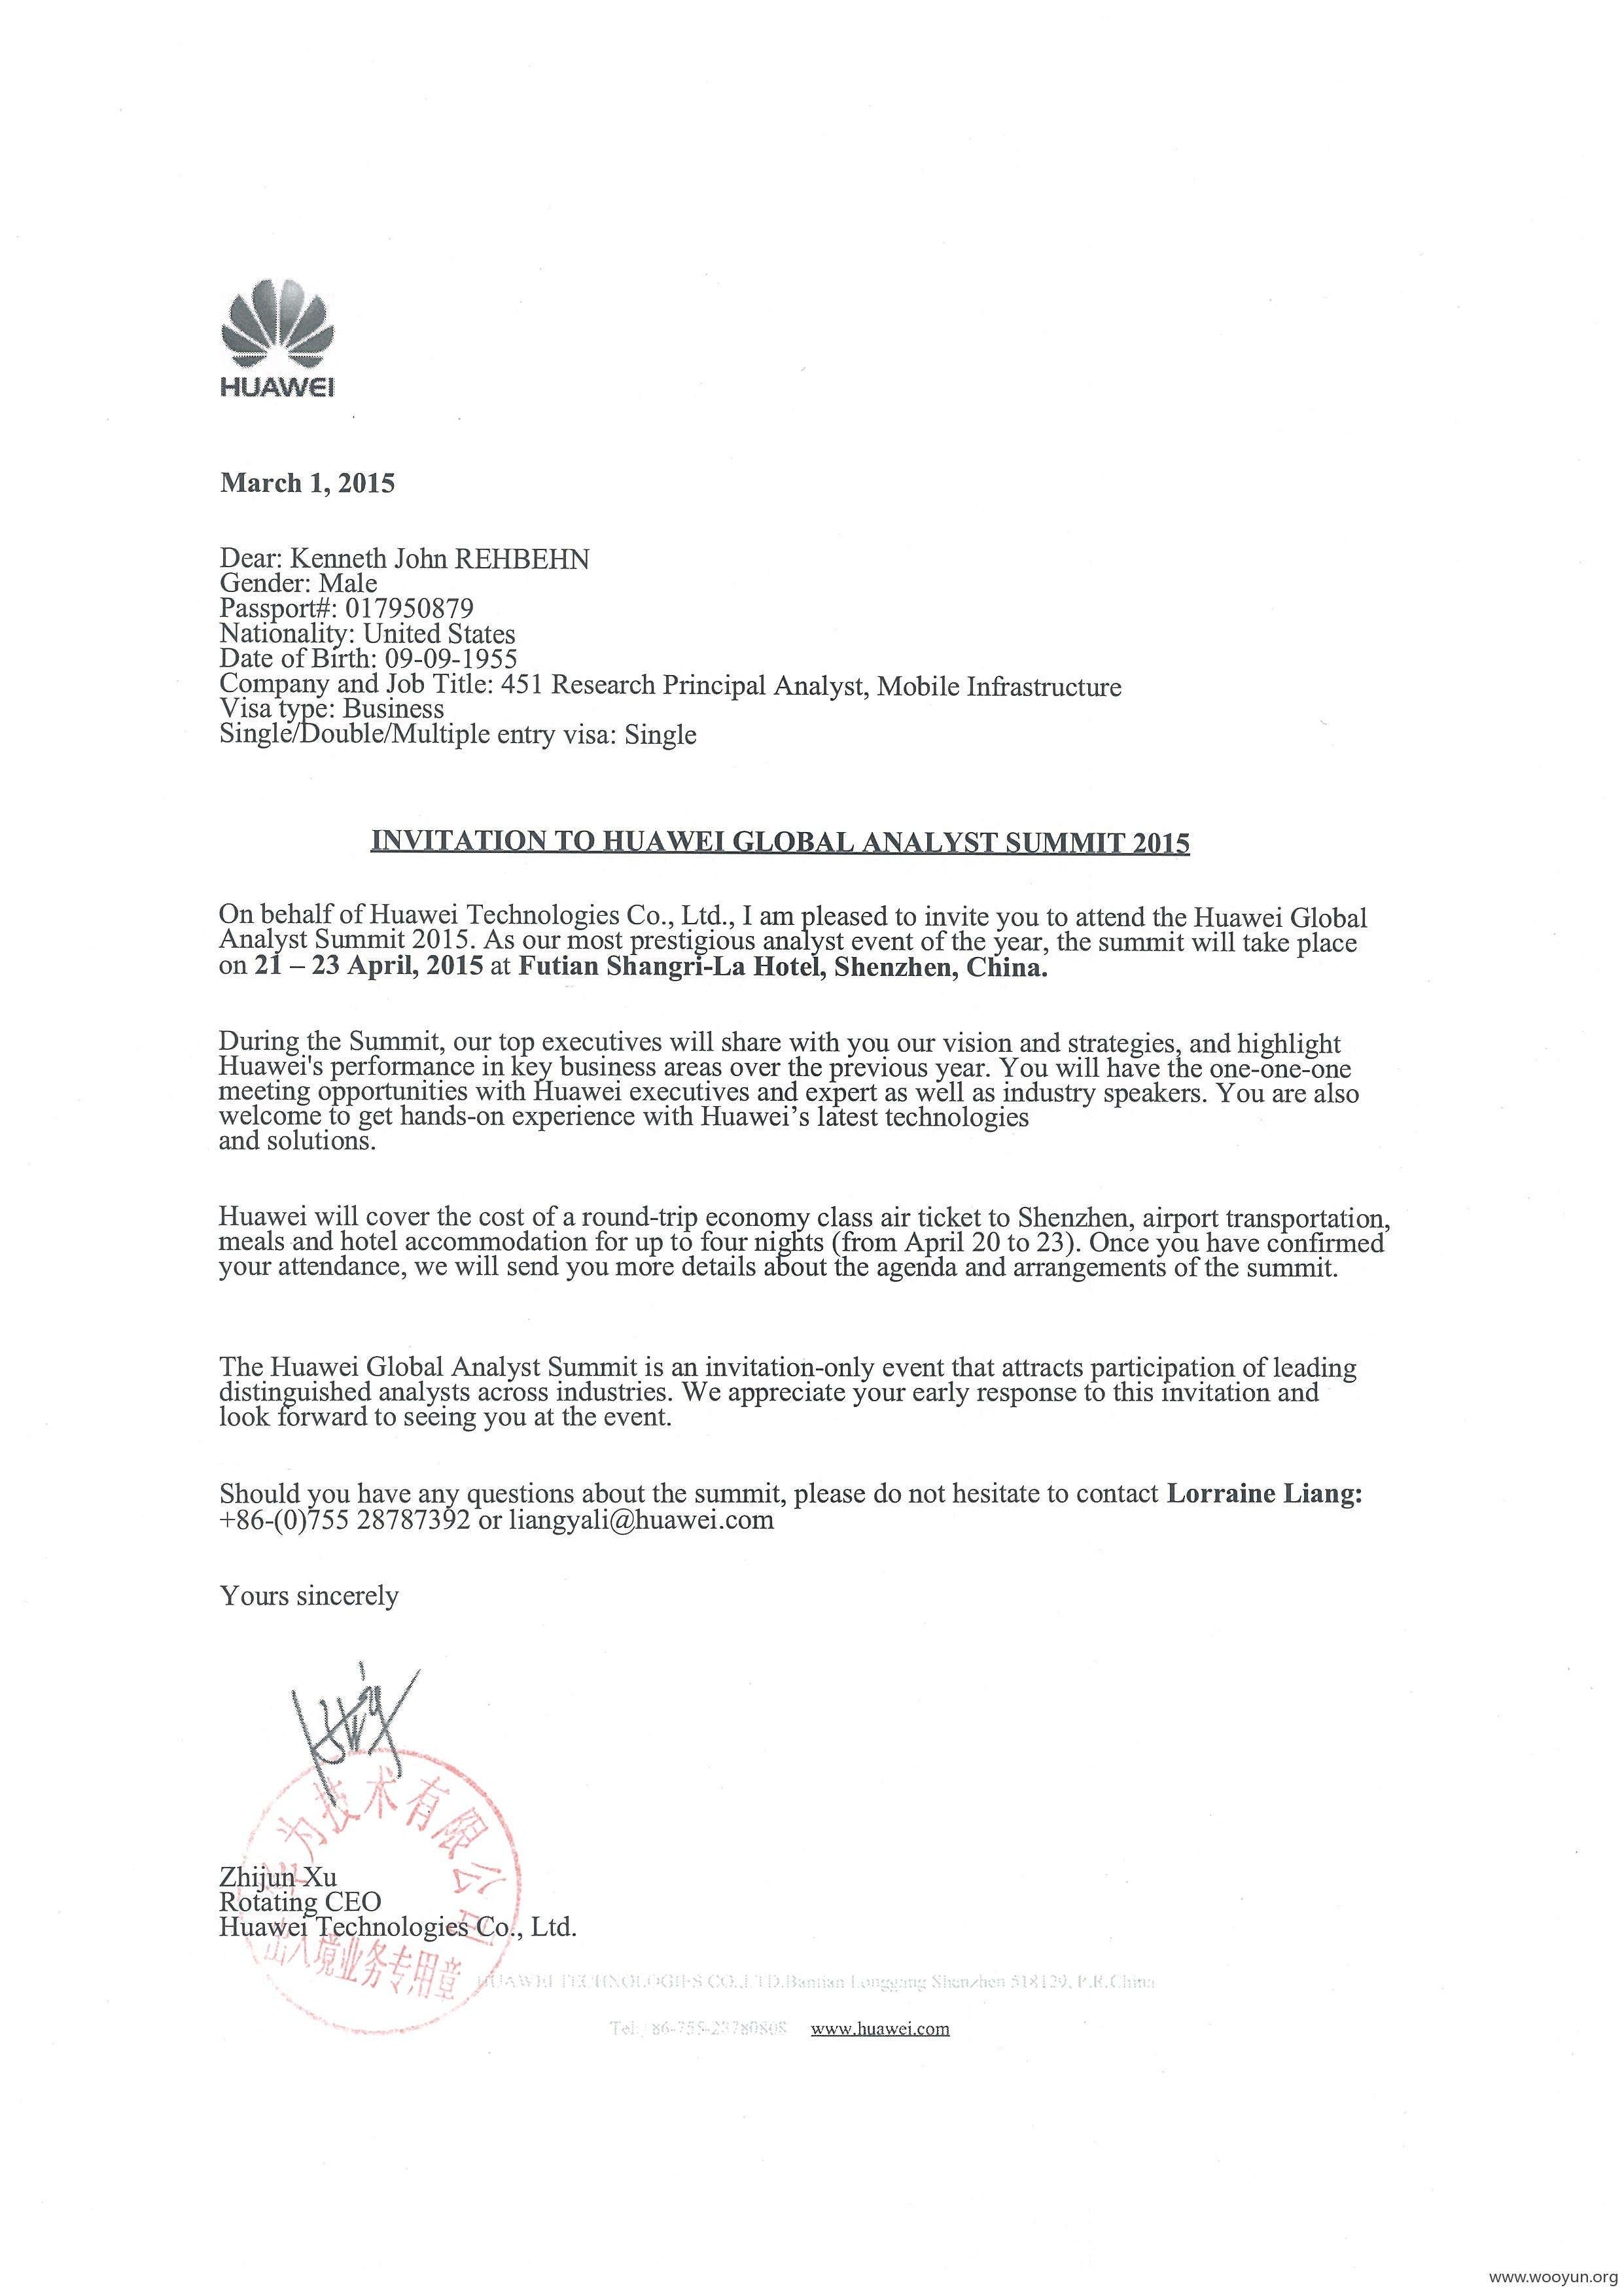 HUAWEI
March 1, 2015
Dear: Kenneth John REHBEHN
Gender: Male
Passport#: 017950879
Nationality: United States
Date of Birth: 09-09-1955
Company and Job Title: 451 Research Principal Analyst, Mobile Infrastructure
Visa type: Business
Single/Double/Multiple entry visa: Single
INVITATION TO HUAWEI GLOBAL ANALYST SUMMIT 2015
On behalf of Huawei Technologies Co., Ltd., I am pleased to invite you to attend the Huawei Global
Analyst Summit 2015. As our most prestigious analyst event of the year, the summit will take place
on 21 – 23 April, 2015 at Futian Shangri-La Hotel, Shenzhen, China.
During the Summit, our top executives will share with you our vision and strategies, and highlight
Huawei's performance in key business areas over the previous year. You will have the one-one-one
meeting opportunities with Huawei executives and expert as well as industry speakers. You are also
welcome to get hands-on experience with Huawei’s latest technologies
and solutions.
Huawei will cover the cost of a round-trip economy class air ticket to Shenzhen, airport transportation,
meals and hotel accommodation for up to four nights (from April 20 to 23). Once you have confirmed
your attendance, we will send you more details about the agenda and arrangements of the summit.
The Huawei Global Analyst Summit is an invitation-only event that attracts participation of leading
distinguished analysts across industries. We appreciate your early response to this invitation and
look forward to seeing you at the event.
Should you have any questions about the summit, please do not hesitate to contact Lorraine Liang:
+86-(0)755 28787392 or liangyali@huawei.com
Yours sincerely
华为技术有限公司
Zhijun Xu
Rotating CEO
Huawei Technologies Co., Ltd.
出入境业务专用章
HUAWEI TECHNOLOGIES CO.,LTD.Bantian Longgang Shenzhen 518129, P.R.China
Tel: 86-755-28780808 www.huawei.com
www.wooyun.org